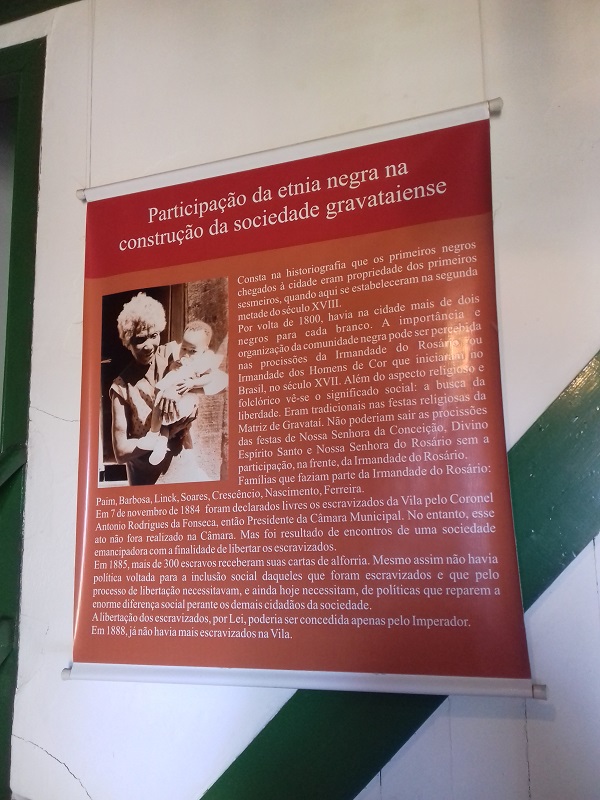 Participação da etnia negra na
construção da sociedade gravataiense
Consta na historiografia que os primeiros negros
chegados à cidade eram propriedade dos primeiros
sesmeiros, quando aqui se estabeleceram na segunda
metade do século XVIII.
Por volta de 1800, havia na cidade mais de dois
negros para cada branco. A importância e
organização da comunidade negra pode ser percebida
nas procissões da Irmandade do Rosário ou
Irmandade dos Homens de Cor que iniciaram no
Brasil, no século XVII. Além do aspecto religioso e
folclórico vê-se o significado social: a busca da
liberdade. Eram tradicionais nas festas religiosas da
Matriz de Gravataí. Não poderiam sair as procissões
das festas de Nossa Senhora da Conceição, Divino
Espírito Santo e Nossa Senhora do Rosário sem a
participação, na frente, da Irmandade do Rosário.
Famílias que faziam parte da Irmandade do Rosário:
Paim, Barbosa, Linck, Soares, Crescêncio, Nascimento, Ferreira.
Em 7 de novembro de 1884 foram declarados livres os escravizados da Vila pelo Coronel
Antonio Rodrigues da Fonseca, então Presidente da Câmara Municipal. No entanto, esse
ato não fora realizado na Câmara. Mas foi resultado de encontros de uma sociedade
emancipadora com a finalidade de libertar os escravizados.
Em 1885, mais de 300 escravos receberam suas cartas de alforria. Mesmo assim não havia
política voltada para a inclusão social daqueles que foram escravizados e que pelo
processo de libertação necessitavam, e ainda hoje necessitam, de políticas que reparem a
enorme diferença social perante os demais cidadãos da sociedade.
A libertação dos escravizados, por Lei, poderia ser concedida apenas pelo Imperador.
Em 1888, já não havia mais escravizados na Vila.